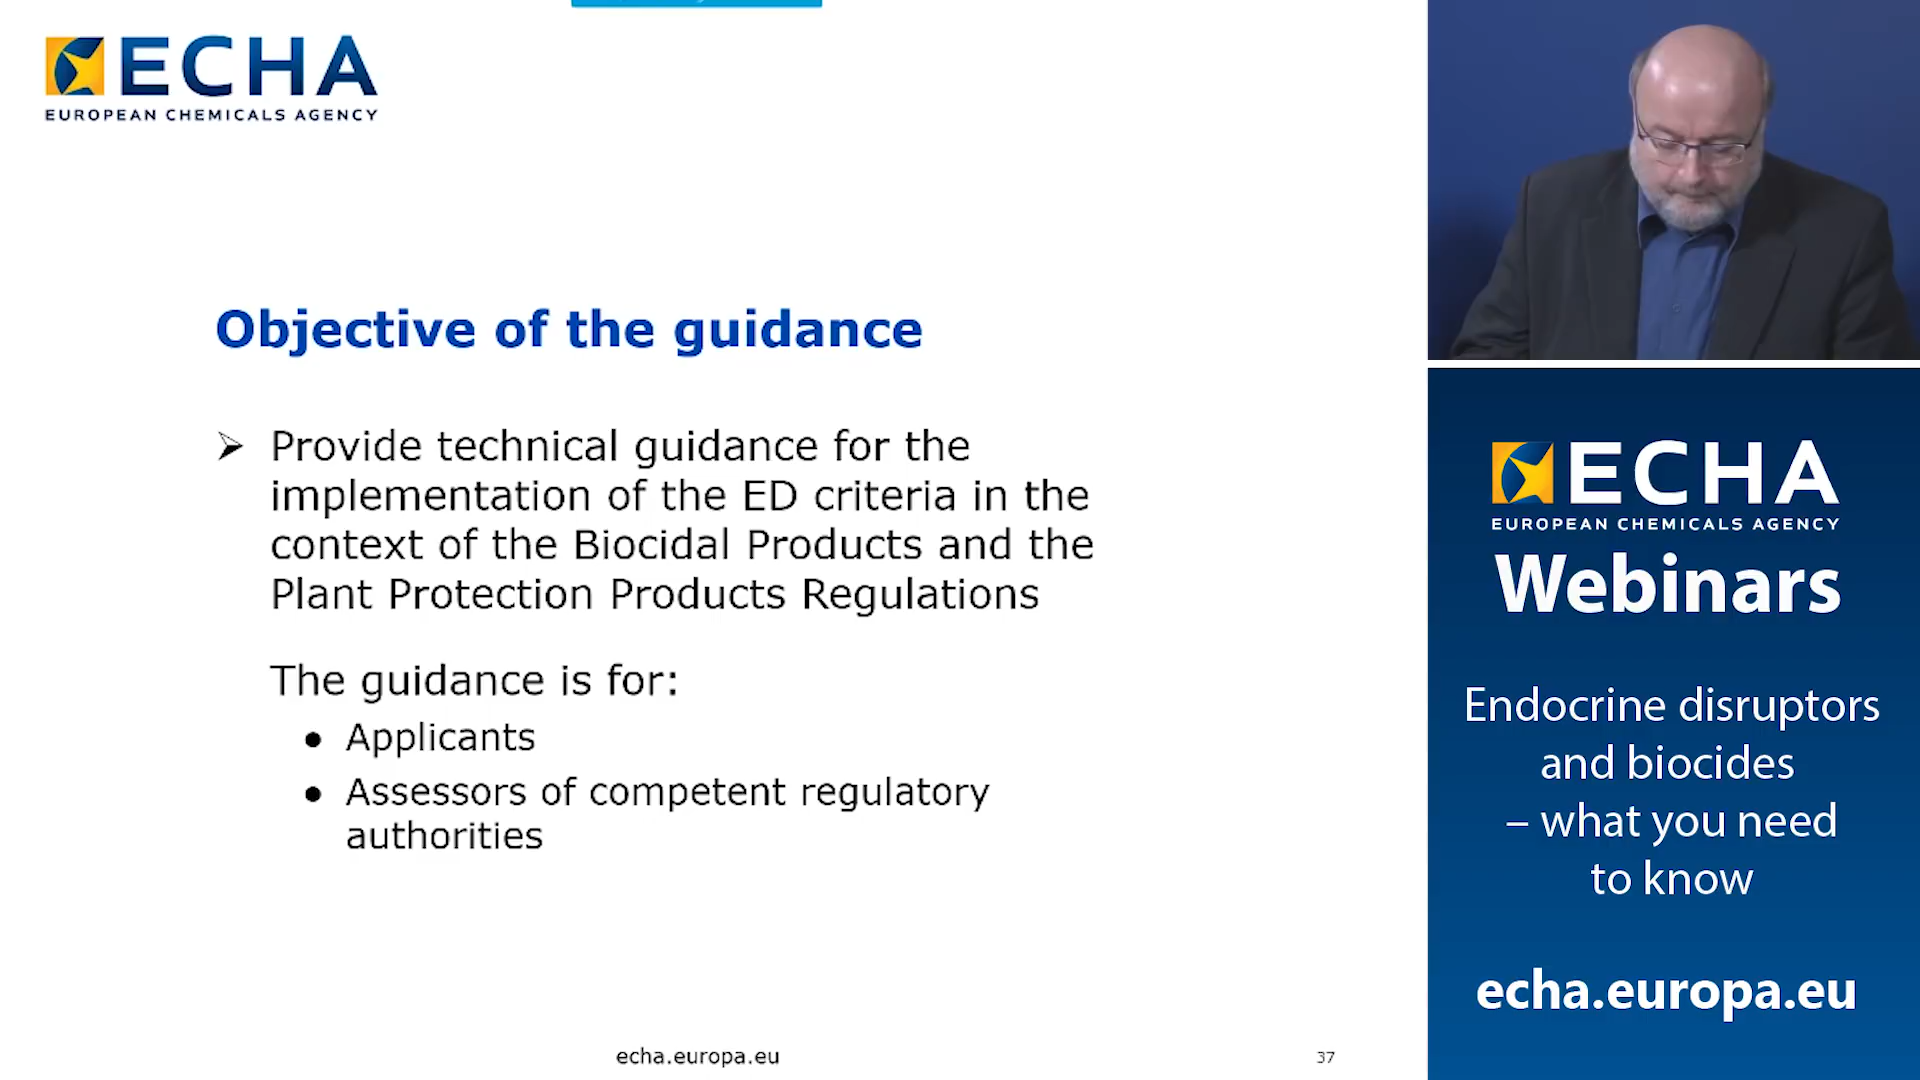 ECHA
EUROPEAN CHEMICALS AGENCY
Objective of the guidance
➢ Provide technical guidance for the
implementation of the ED criteria in the
context of the Biocidal Products and the
Plant Protection Products Regulations
The guidance is for:
● Applicants
● Assessors of competent regulatory
authorities
echa.europa.eu
37
ECHA
EUROPEAN CHEMICALS AGENCY
Webinars
Endocrine disruptors
and biocides
– what you need
to know
echa.europa.eu